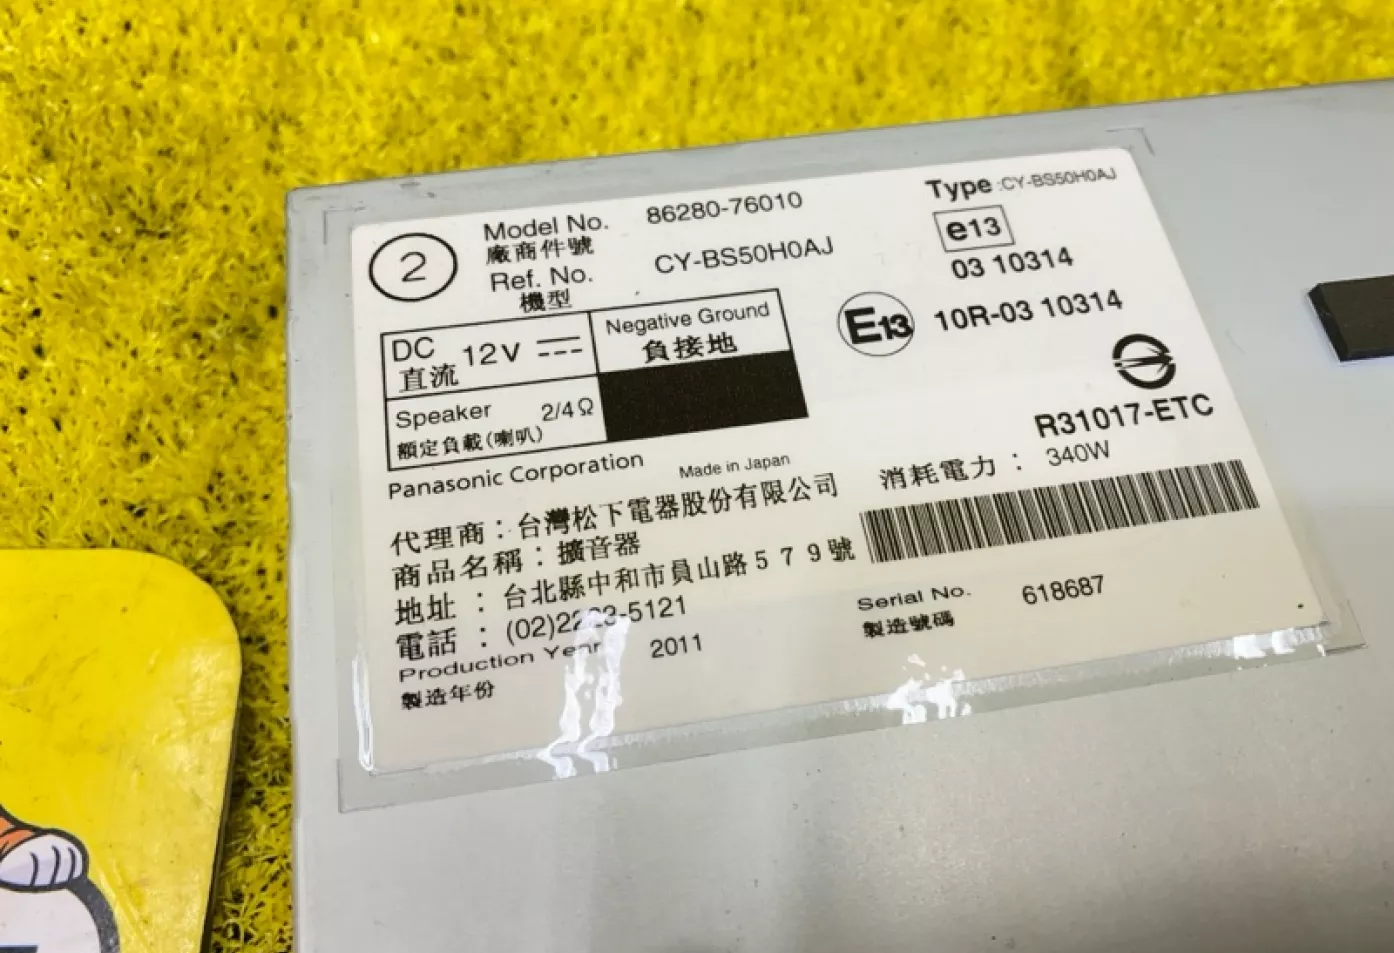 2
Model No. 86280-76010
廠商件號
Ref. No. CY-BS50H0AJ
機型
Type :CY-BS50H0AJ
e13
03 10314
E13 10R-03 10314
R31017-ETC
DC 12V
直流
Negative Ground
負接地
Speaker 2/4Ω
額定負載(喇叭)
Panasonic Corporation Made in Japan
消耗電力 : 340W
代理商：台灣松下電器股份有限公司
商品名稱：擴音器
地址：台北縣中和市員山路579號
電話：(02)2223-5121
Production Year 2011
製造年份
Serial No. 618687
製造號碼